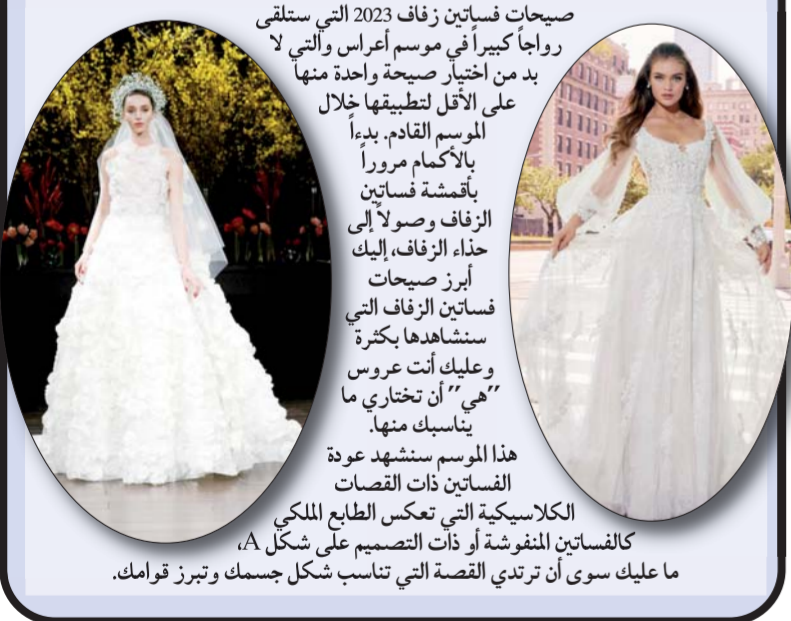 صيحات فساتين زفاف 2023 التي ستلقى
رواجاً كبيراً في موسم أعراس والتي لا
بد من اختيار صيحة واحدة منها
على الأقل لتطبيقها خلال
الموسم القادم. بدءاً
بالأكمام مروراً
بأقمشة فساتين
الزفاف وصولاً إلى
حذاء الزفاف، إليك
أبرز صيحات
فساتين الزفاف التي
سنشاهدها بكثرة
وعليك أنت عروس
"هي" أن تختاري ما
يناسبك منها.
هذا الموسم سنشهد عودة
الفساتين ذات القصات
الكلاسيكية التي تعكس الطابع الملكي
كالفساتين المنفوشة أو ذات التصميم على شكل A،
ما عليك سوى أن ترتدي القصة التي تناسب شكل جسمك وتبرز قوامك.